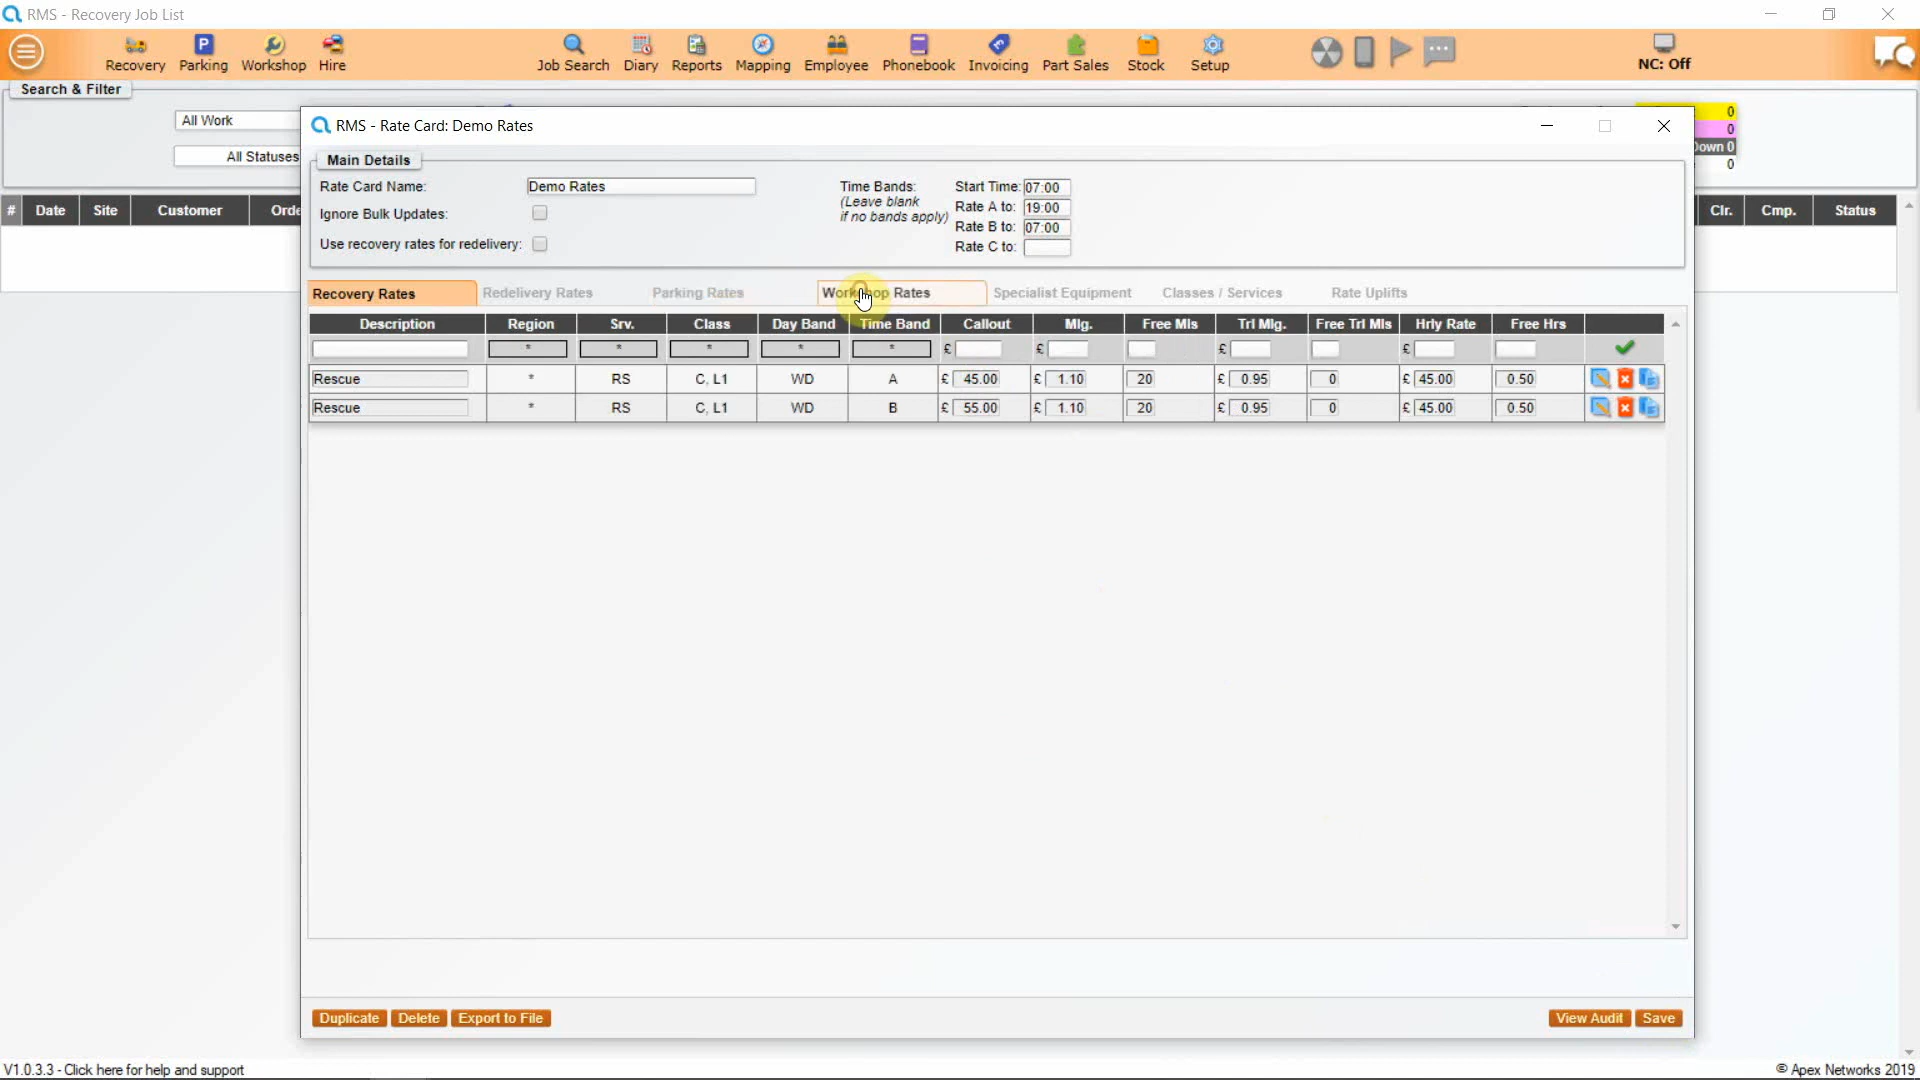 RMS - Recovery Job List
Recovery Parking Workshop Hire Job Search Diary Reports Mapping Employee Phonebook Invoicing Part Sales Stock Setup NC: Off
Search & Filter
All Work
All Statuses
0
0
Down 0
0
# Date Site Customer Orde Clr. Cmp. Status
RMS - Rate Card: Demo Rates
Main Details
Rate Card Name: Demo Rates
Ignore Bulk Updates:
Use recovery rates for redelivery:
Time Bands:
(Leave blank
if no bands apply)
Start Time: 07:00
Rate A to: 19:00
Rate B to: 07:00
Rate C to:
Recovery Rates Redelivery Rates Parking Rates Workshop Rates Specialist Equipment Classes / Services Rate Uplifts
Description Region Srv. Class Day Band Time Band Callout Mlg. Free Mls Trl Mlg. Free Trl Mls Hrly Rate Free Hrs
* * * * * £ £ £ £
Rescue * RS C, L1 WD A £ 45.00 £ 1.10 20 £ 0.95 0 £ 45.00 0.50
Rescue * RS C, L1 WD B £ 55.00 £ 1.10 20 £ 0.95 0 £ 45.00 0.50
Duplicate Delete Export to File View Audit Save
V1.0.3.3 - Click here for help and support
© Apex Networks 2019